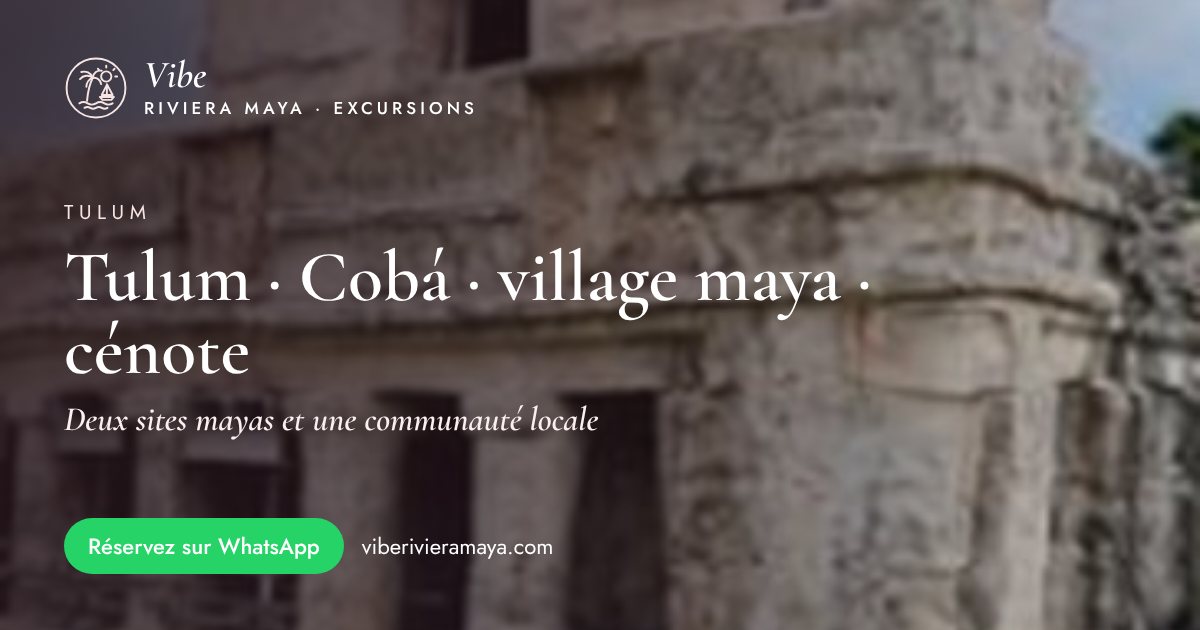 Vibe
RIVIERA MAYA · EXCURSIONS
TULUM
Tulum · Cobá · village maya ·
cénote
Deux sites mayas et une communauté locale
Réservez sur WhatsApp
viberivieramaya.com